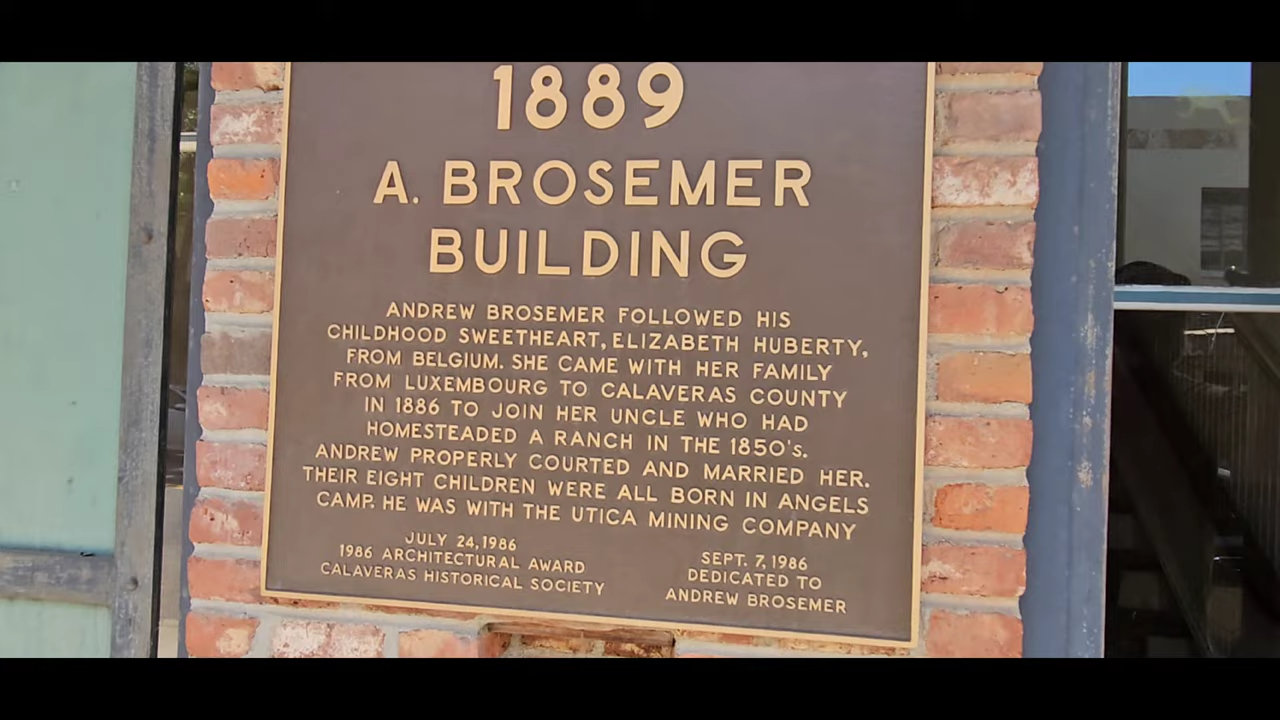 1889
A. BROSEMER
BUILDING
ANDREW BROSEMER FOLLOWED HIS
CHILDHOOD SWEETHEART, ELIZABETH HUBERTY,
FROM BELGIUM. SHE CAME WITH HER FAMILY
FROM LUXEMBOURG TO CALAVERAS COUNTY
IN 1886 TO JOIN HER UNCLE WHO HAD
HOMESTEADED A RANCH IN THE 1850's.
ANDREW PROPERLY COURTED AND MARRIED HER.
THEIR EIGHT CHILDREN WERE ALL BORN IN ANGELS
CAMP. HE WAS WITH THE UTICA MINING COMPANY
JULY 24, 1986
1986 ARCHITECTURAL AWARD
CALAVERAS HISTORICAL SOCIETY
SEPT. 7, 1986
DEDICATED TO
ANDREW BROSEMER